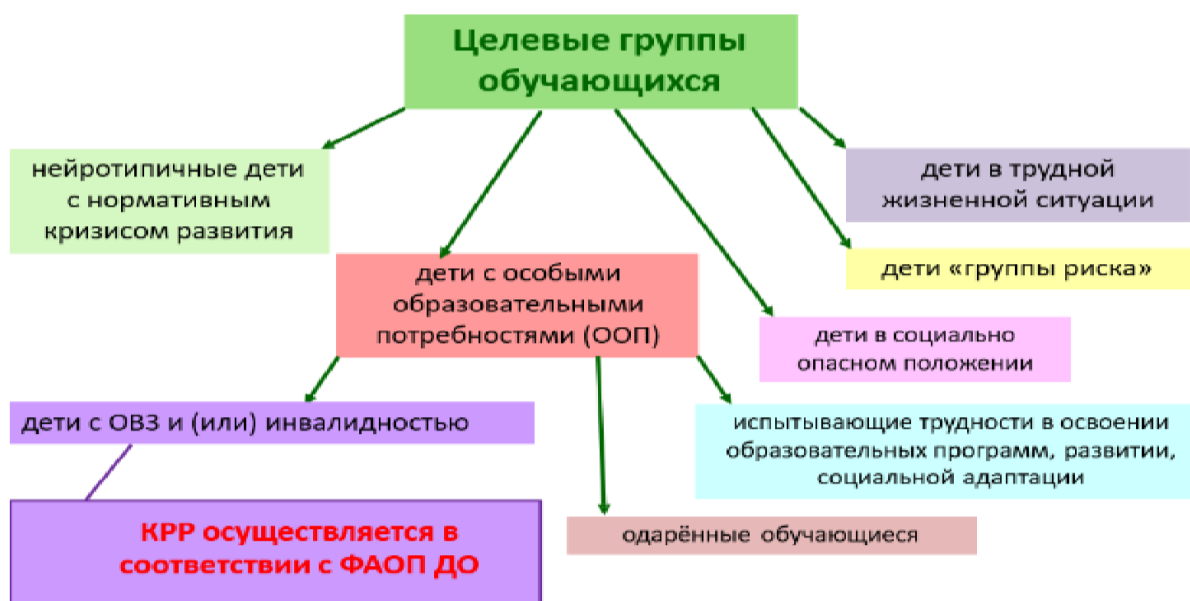 Целевые группы
обучающихся
нейротипичные дети
с нормативным
кризисом развития
дети в трудной
жизненной ситуации
дети «группы риска»
дети с особыми
образовательными
потребностями (ООП)
дети в социально
опасном положении
дети с ОВЗ и (или) инвалидностью
испытывающие трудности в освоении
образовательных программ, развитии,
социальной адаптации
КРР осуществляется в
соответствии с ФАОП ДО
одарённые обучающиеся